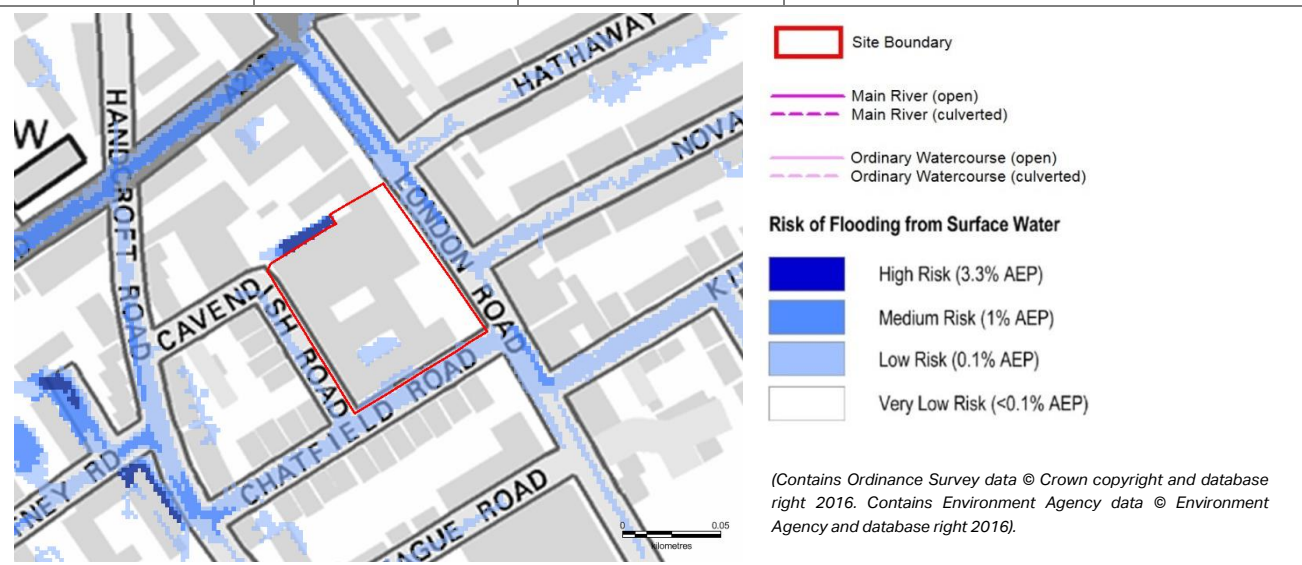 W
HANDCROFT ROAD
A213
HATHAWAY
NOVA
LONDON ROAD
CAVENDISH ROAD
CHATFIELD ROAD
NEY RD
AGUE ROAD
KI
0 0.05
kilometres
Site Boundary
Main River (open)
Main River (culverted)
Ordinary Watercourse (open)
Ordinary Watercourse (culverted)
Risk of Flooding from Surface Water
High Risk (3.3% AEP)
Medium Risk (1% AEP)
Low Risk (0.1% AEP)
Very Low Risk (<0.1% AEP)
(Contains Ordinance Survey data © Crown copyright and database
right 2016. Contains Environment Agency data © Environment
Agency and database right 2016).